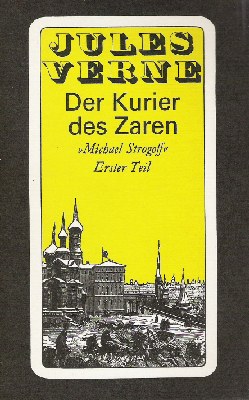 JULES
VERNE
Der Kurier
des Zaren
»Michael Strogoff«
Erster Teil